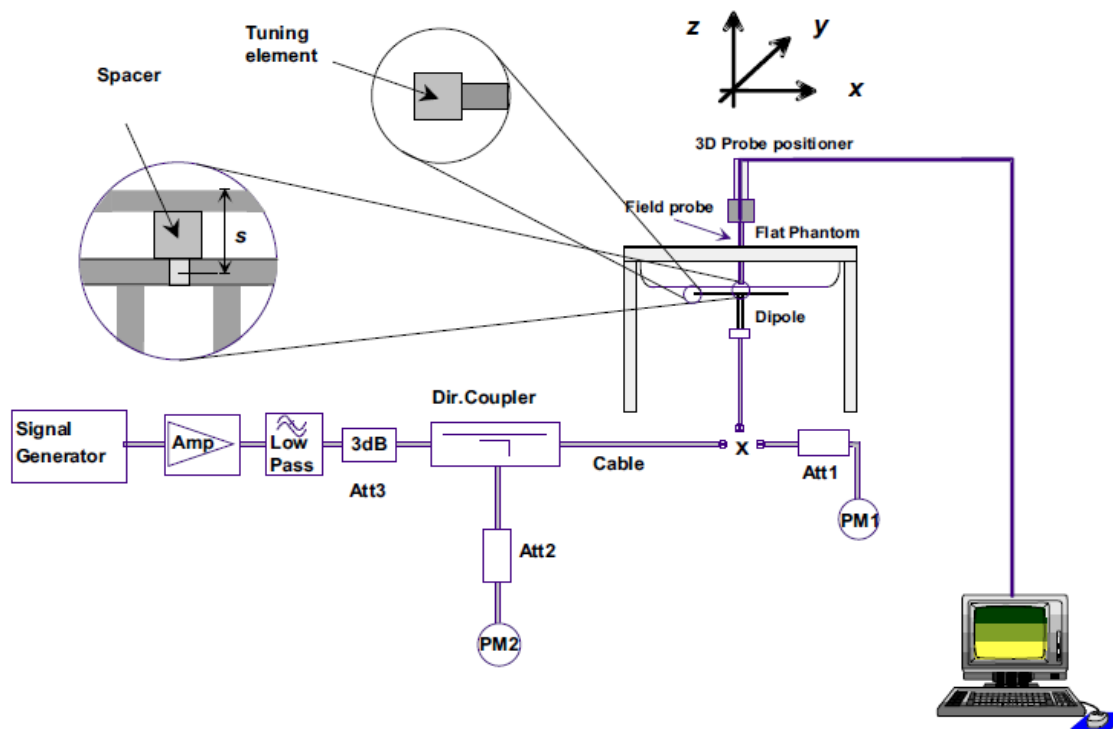 Tuning
element
Spacer
z
y
x
3D Probe positioner
Field probe
Flat Phantom
s
Dipole
Dir.Coupler
Signal
Generator
Amp
Low
Pass
3dB
Att3
Cable
X
Att1
PM1
Att2
PM2